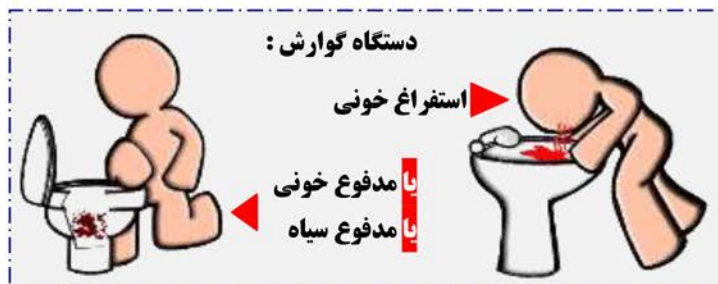 دستگاه گوارش :
استفراغ خونی
یا مدفوع خونی
یا مدفوع سیاه